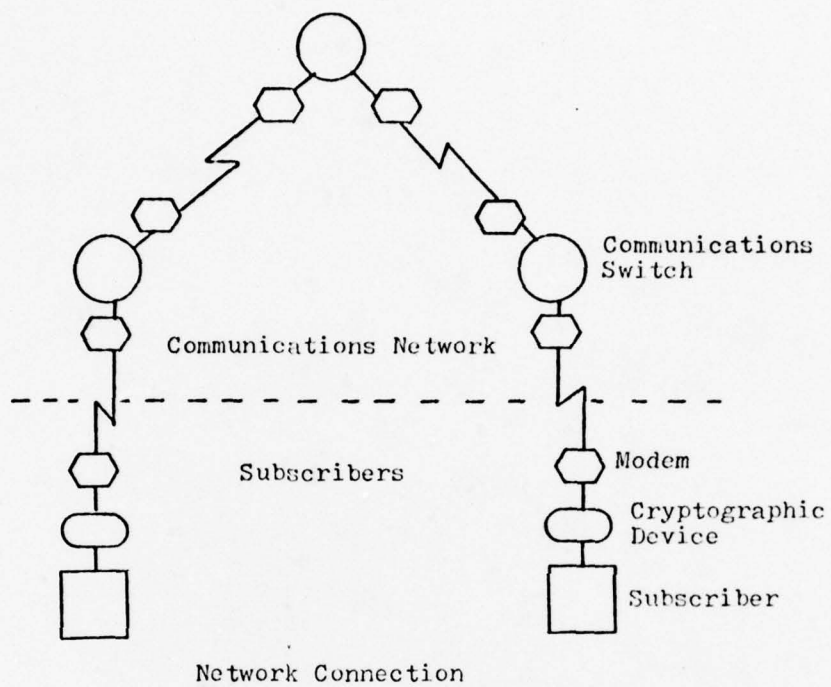 Communications
Switch
Communications Network
Subscribers
Modem
Cryptographic
Device
Subscriber
Network Connection